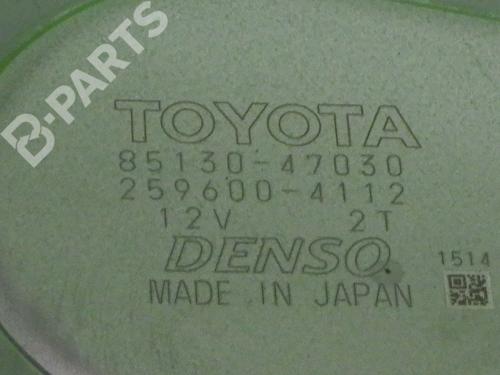 B-PARTS
TOYOTA
85130-47030
259600-4112
12V 2T
DENSO
1514
MADE IN JAPAN